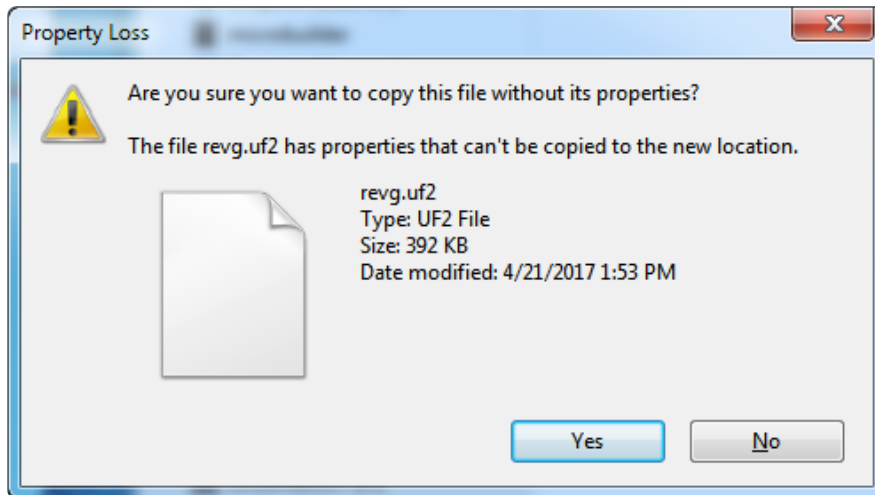 Property Loss
Are you sure you want to copy this file without its properties?
The file revg.uf2 has properties that can't be copied to the new location.
revg.uf2
Type: UF2 File
Size: 392 KB
Date modified: 4/21/2017 1:53 PM
Yes
No